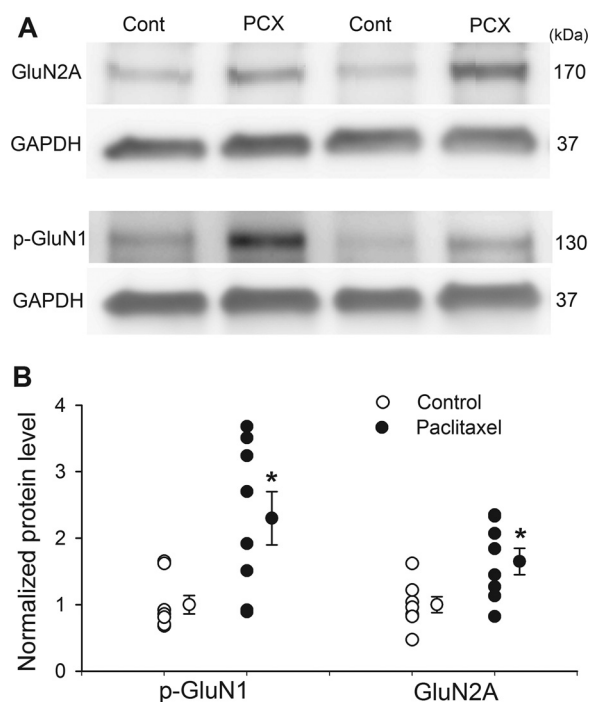 A
Cont PCX Cont PCX (kDa)
GluN2A 170
GAPDH 37
p-GluN1 130
GAPDH 37
B
Normalized protein level
4
3
2
1
0
Control
Paclitaxel
*
*
p-GluN1 GluN2A